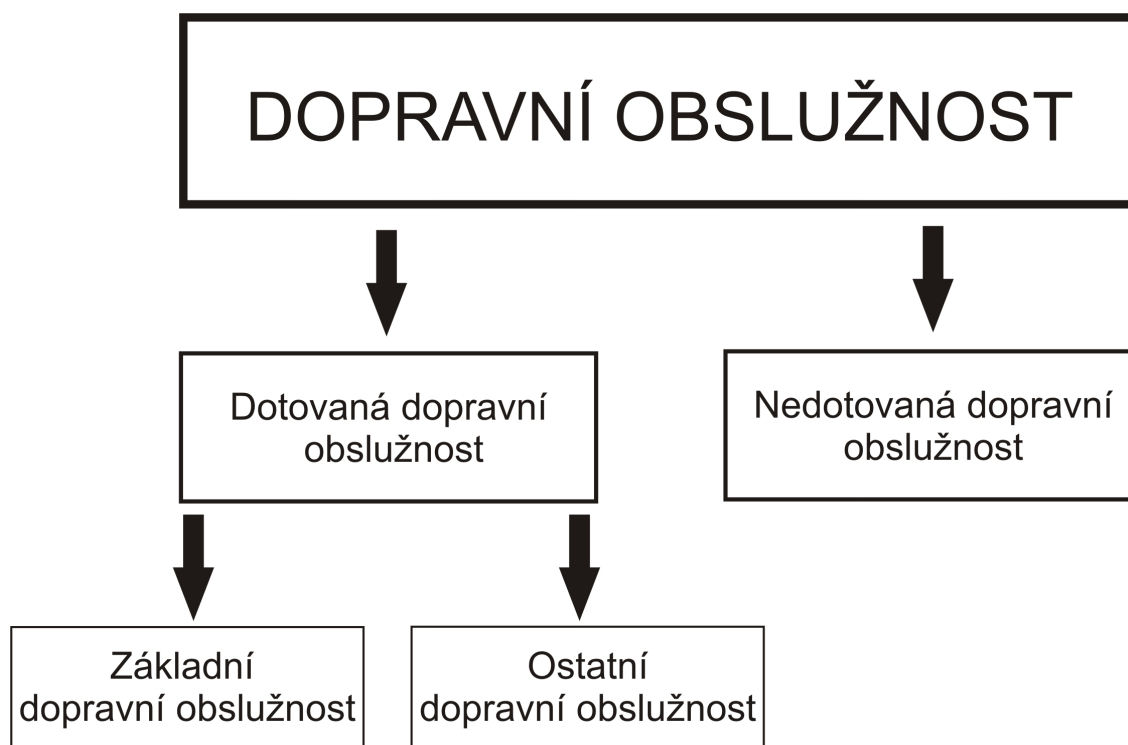 DOPRAVNÍ OBSLUŽNOST
Dotovaná dopravní
obslužnost
Nedotovaná dopravní
obslužnost
Základní
dopravní obslužnost
Ostatní
dopravní obslužnost